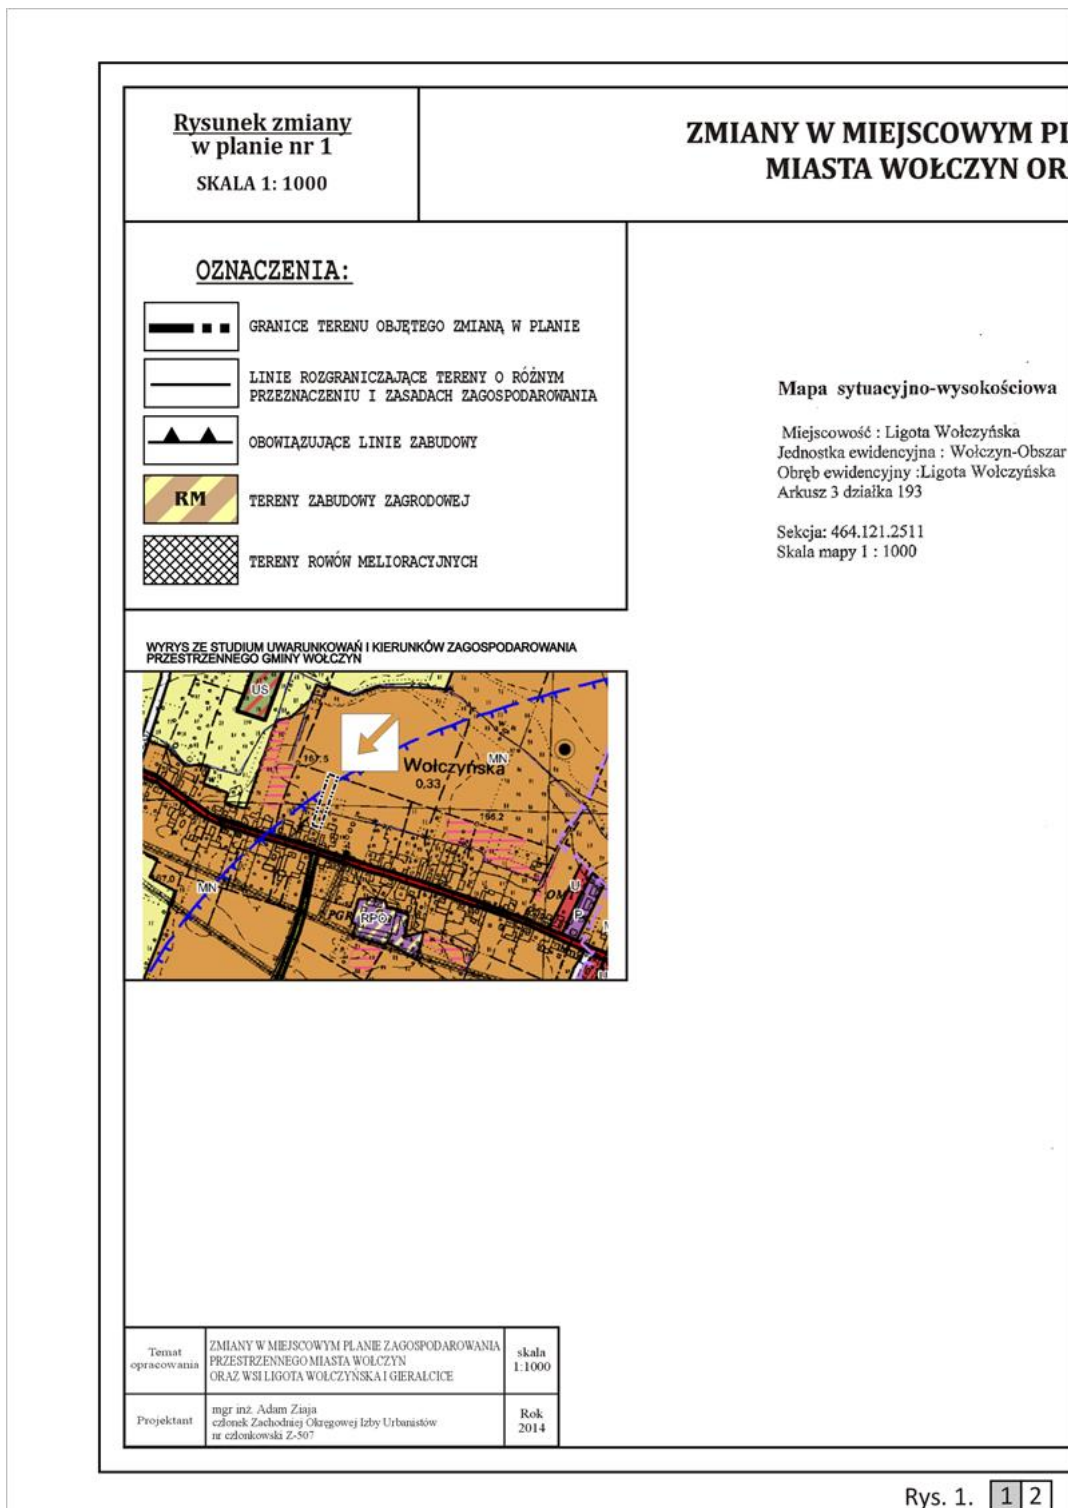 Rysunek zmiany
w planie nr 1
SKALA 1: 1000
ZMIANY W MIEJSCOWYM PL
MIASTA WOŁCZYN OR
OZNACZENIA:
GRANICE TERENU OBJĘTEGO ZMIANĄ W PLANIE
LINIE ROZGRANICZAJĄCE TERENY O RÓŻNYM
PRZEZNACZENIU I ZASADACH ZAGOSPODAROWANIA
OBOWIĄZUJĄCE LINIE ZABUDOWY
RM
TERENY ZABUDOWY ZAGRODOWEJ
TERENY ROWÓW MELIORACYJNYCH
Mapa sytuacyjno-wysokościowa
Miejscowość : Ligota Wołczyńska
Jednostka ewidencyjna : Wołczyn-Obszar
Obręb ewidencyjny :Ligota Wołczyńska
Arkusz 3 działka 193
Sekcja: 464.121.2511
Skala mapy 1 : 1000
WYRYS ZE STUDIUM UWARUNKOWAŃ I KIERUNKÓW ZAGOSPODAROWANIA
PRZESTRZENNEGO GMINY WOŁCZYN
US
167,5
Wołczyńska
MN
0,33
166,2
MN
PGR
RPO
U
P
U
Temat
opracowania
ZMIANY W MIEJSCOWYM PLANIE ZAGOSPODAROWANIA
PRZESTRZENNEGO MIASTA WOŁCZYN
ORAZ WSI LIGOTA WOŁCZYŃSKA I GIERAŁCICE
skala
1:1000
Projektant
mgr inż. Adam Ziaja
członek Zachodniej Okręgowej Izby Urbanistów
nr członkowski Z-507
Rok
2014
Rys. 1. 1 2